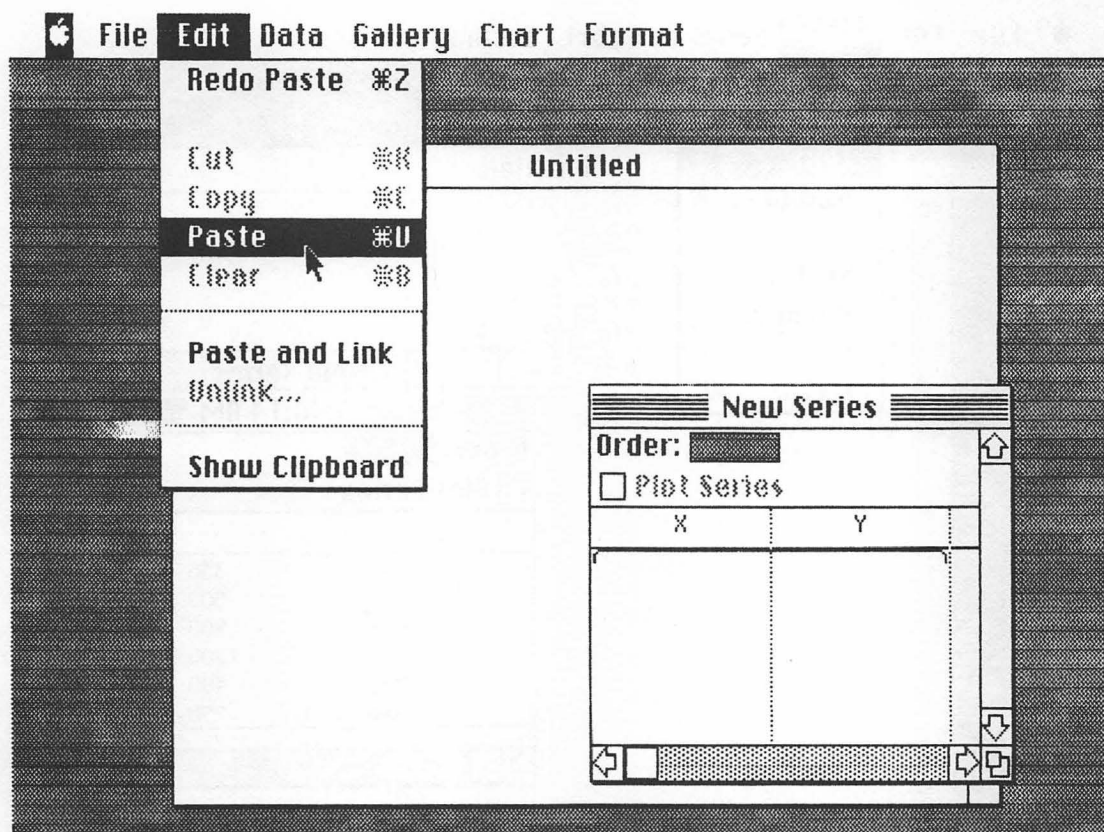 File Edit Data Gallery Chart Format
Redo Paste ⌘Z
Cut ⌘X
Copy ⌘C
Paste ⌘V
Clear ⌘B
Paste and Link
Unlink...
Show Clipboard
Untitled
New Series
Order:
Plot Series
X Y